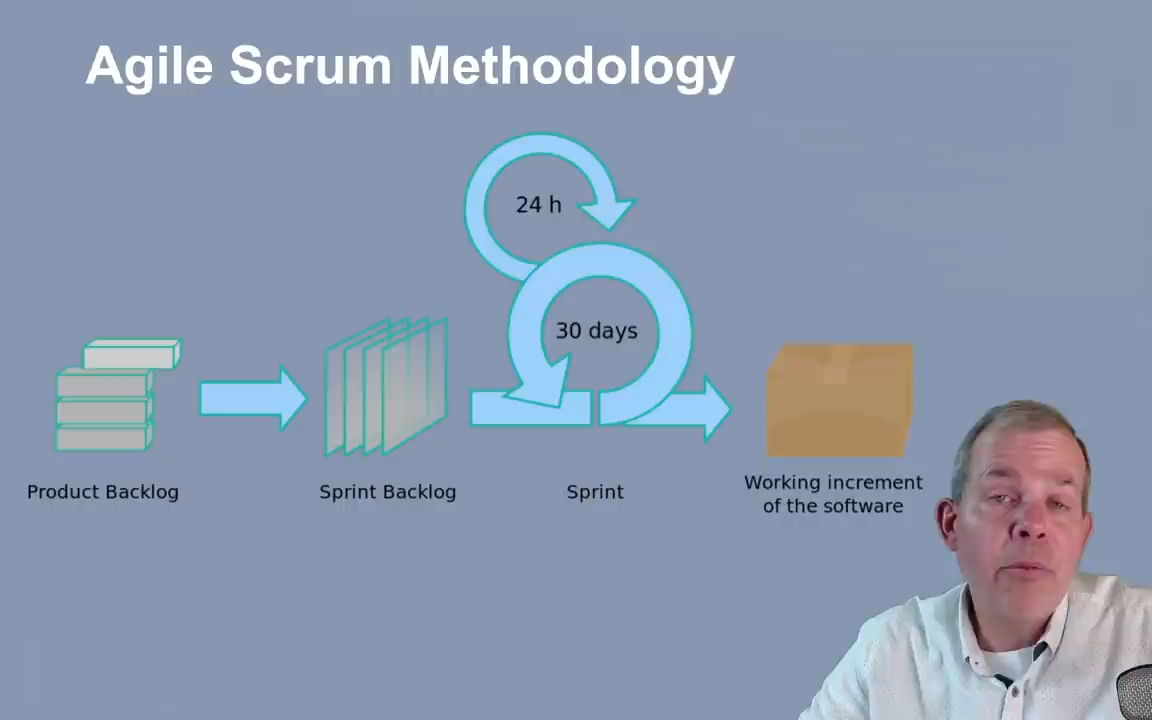 Agile Scrum Methodology
24 h
30 days
Product Backlog
Sprint Backlog
Sprint
Working increment
of the software